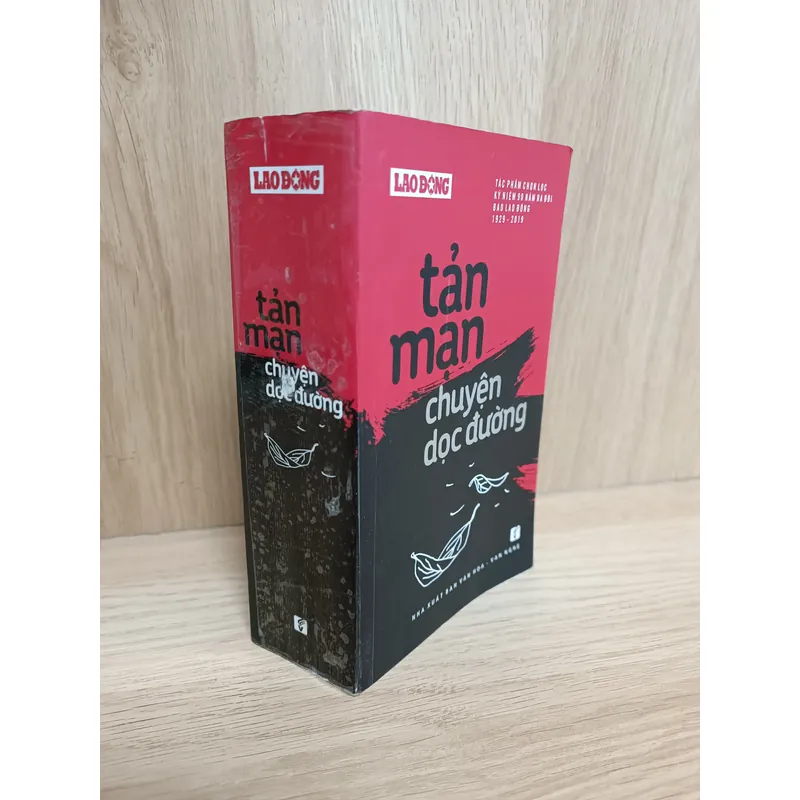 LAO ĐỘNG
tản
mạn
chuyện
dọc đường
LAO ĐỘNG
TÁC PHẨM CHỌN LỌC
KỶ NIỆM 90 NĂM RA ĐỜI
BÁO LAO ĐỘNG
1929 - 2019
tản
mạn
chuyện
dọc đường
NHÀ XUẤT BẢN VĂN HÓA - VĂN NGHỆ